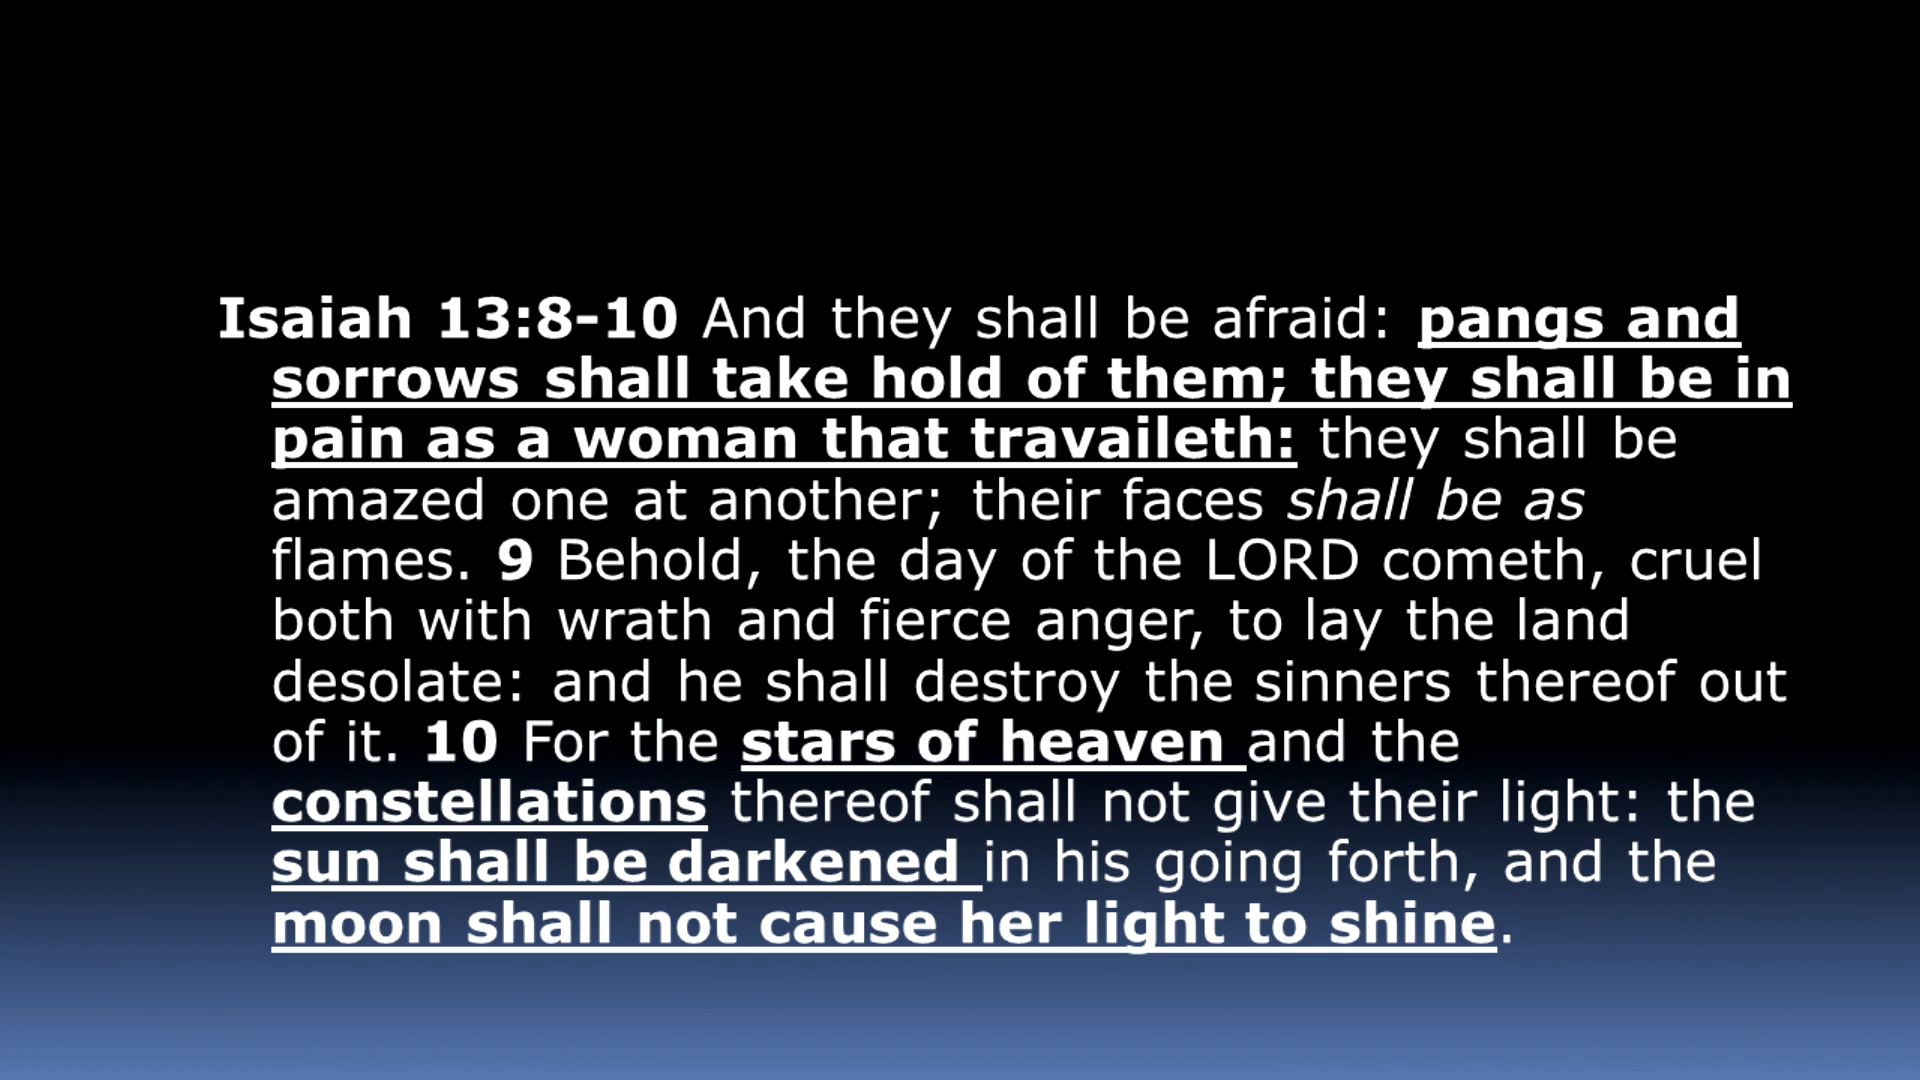 Isaiah 13:8-10 And they shall be afraid: pangs and
sorrows shall take hold of them; they shall be in
pain as a woman that travaileth: they shall be
amazed one at another; their faces shall be as
flames. 9 Behold, the day of the LORD cometh, cruel
both with wrath and fierce anger, to lay the land
desolate: and he shall destroy the sinners thereof out
of it. 10 For the stars of heaven and the
constellations thereof shall not give their light: the
sun shall be darkened in his going forth, and the
moon shall not cause her light to shine.